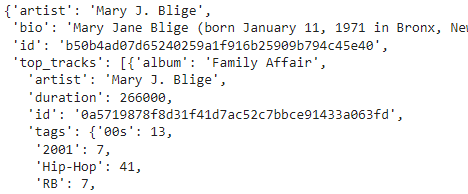 {'artist': 'Mary J. Blige',
'bio': 'Mary Jane Blige (born January 11, 1971 in Bronx, New
'id': 'b50b4ad07d65240259a1f916b25909b794c45e40',
'top_tracks': [{'album': 'Family Affair',
'artist': 'Mary J. Blige',
'duration': 266000,
'id': '0a5719878f8d31f41d7ac52c7bbce91433a063fd',
'tags': {'00s': 13,
'2001': 7,
'Hip-Hop': 41,
'RB': 7,